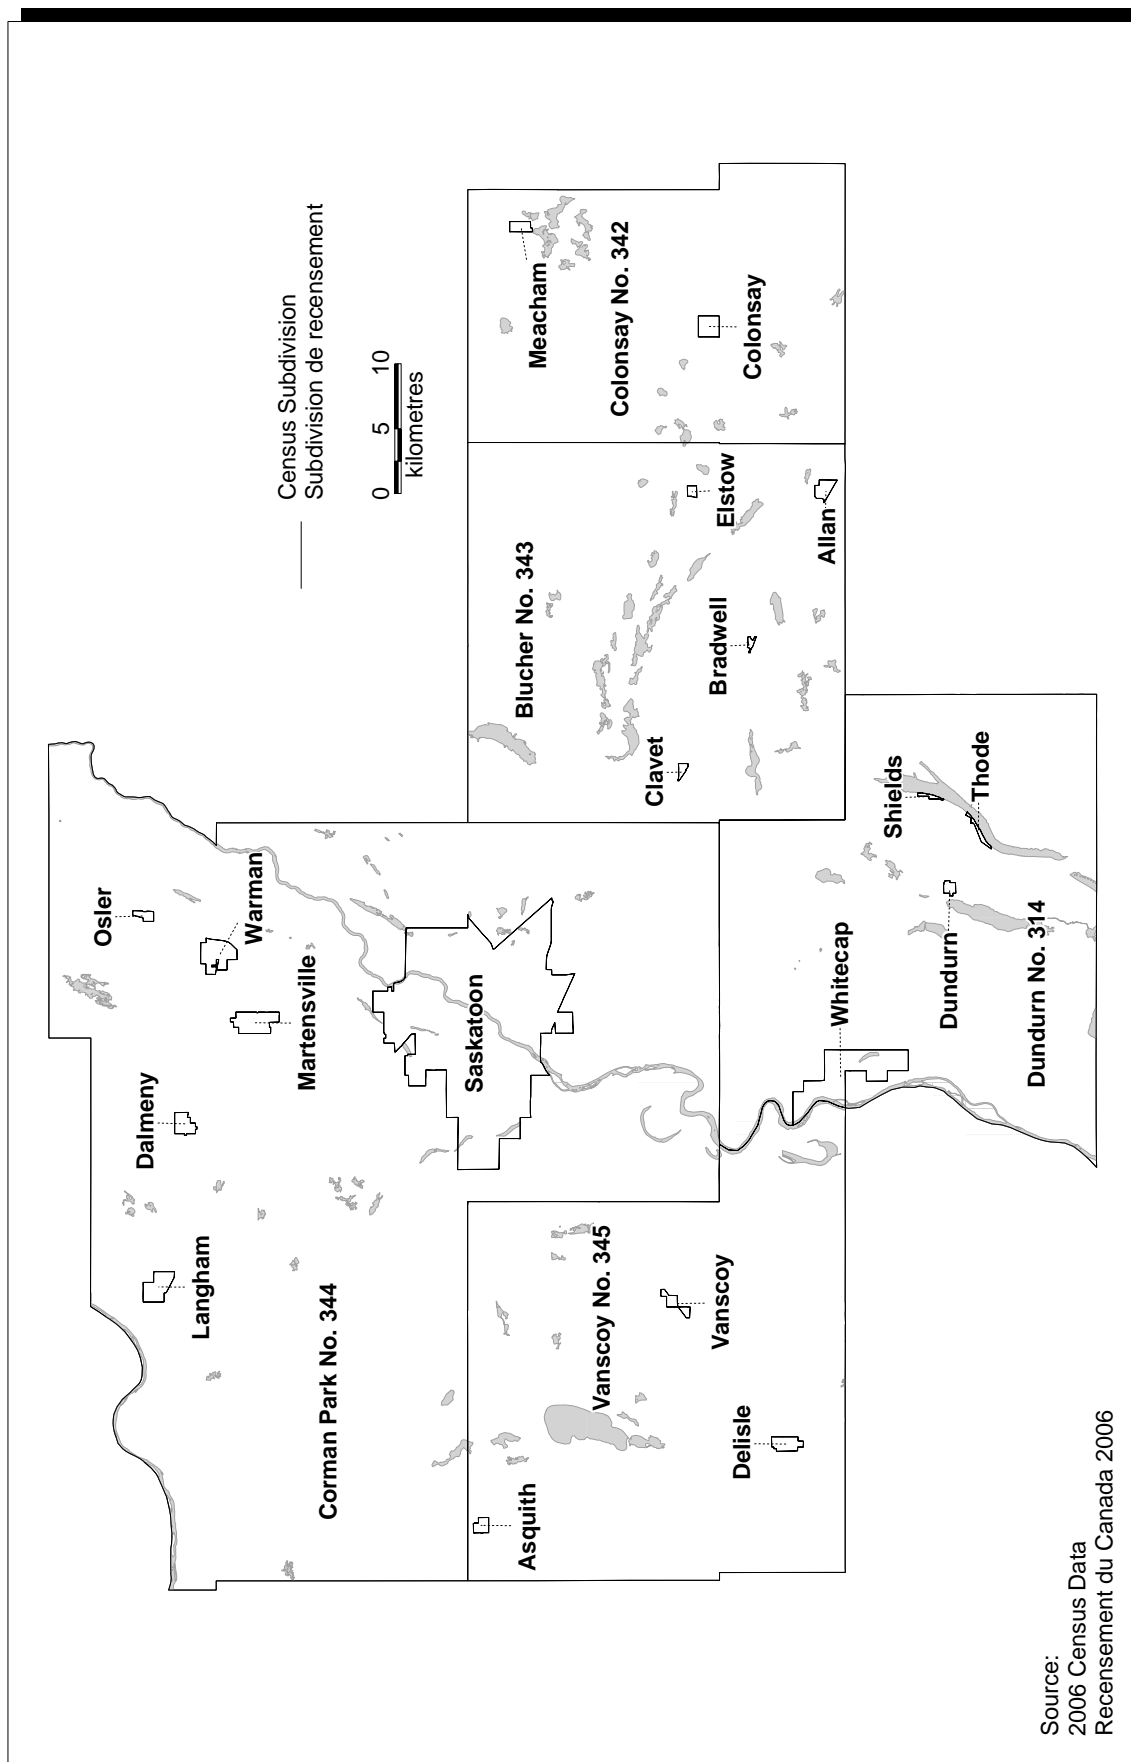 Census Subdivision
Subdivision de recensement
0 5 10
kilometres
Osler
Warman
Martensville
Dalmeny
Langham
Corman Park No. 344
Saskatoon
Meacham
Colonsay No. 342
Colonsay
Blucher No. 343
Elstow
Allan
Bradwell
Clavet
Asquith
Vanscoy No. 345
Vanscoy
Delisle
Shields
Thode
Whitecap
Dundurn
Dundurn No. 314
Source:
2006 Census Data
Recensement du Canada 2006